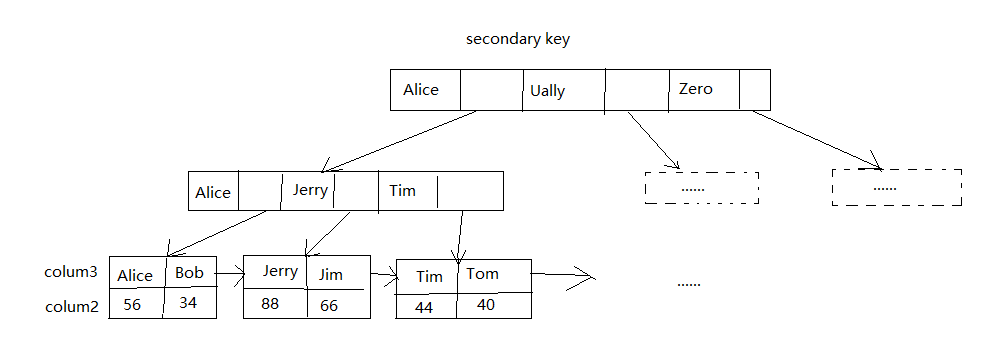 secondary key
Alice Ually Zero
Alice Jerry Tim
...... ......
colum3 Alice Bob Jerry Jim Tim Tom
colum2 56 34 88 66 44 40 ......